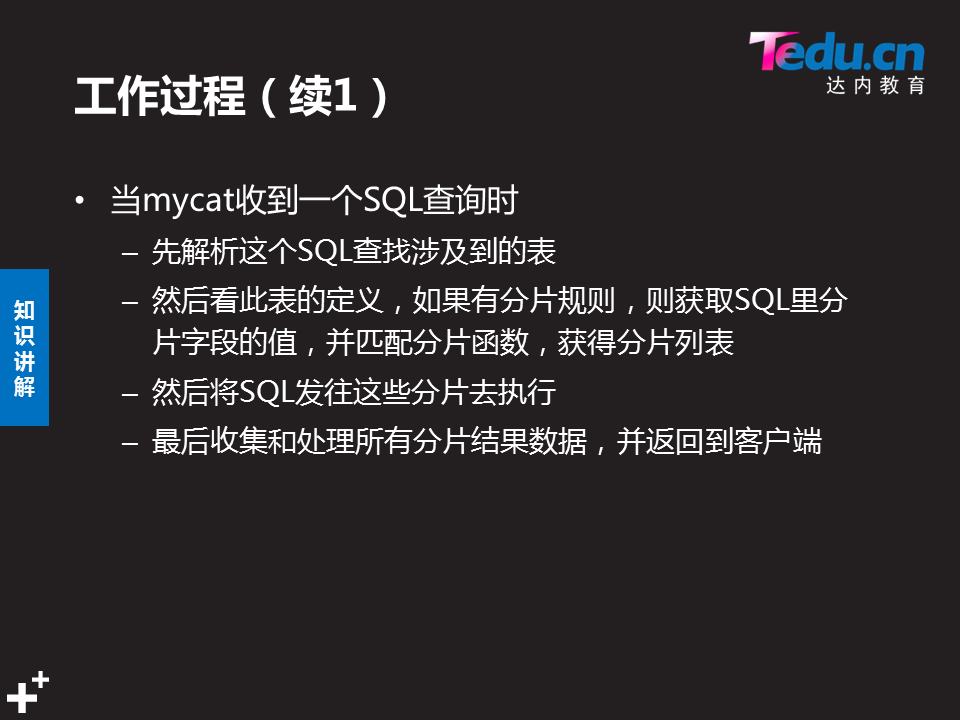 Tedu.cn
达内教育
工作过程（续1）
• 当mycat收到一个SQL查询时
– 先解析这个SQL查找涉及到的表
– 然后看此表的定义，如果有分片规则，则获取SQL里分
片字段的值，并匹配分片函数，获得分片列表
– 然后将SQL发往这些分片去执行
– 最后收集和处理所有分片结果数据，并返回到客户端
知
识
讲
解